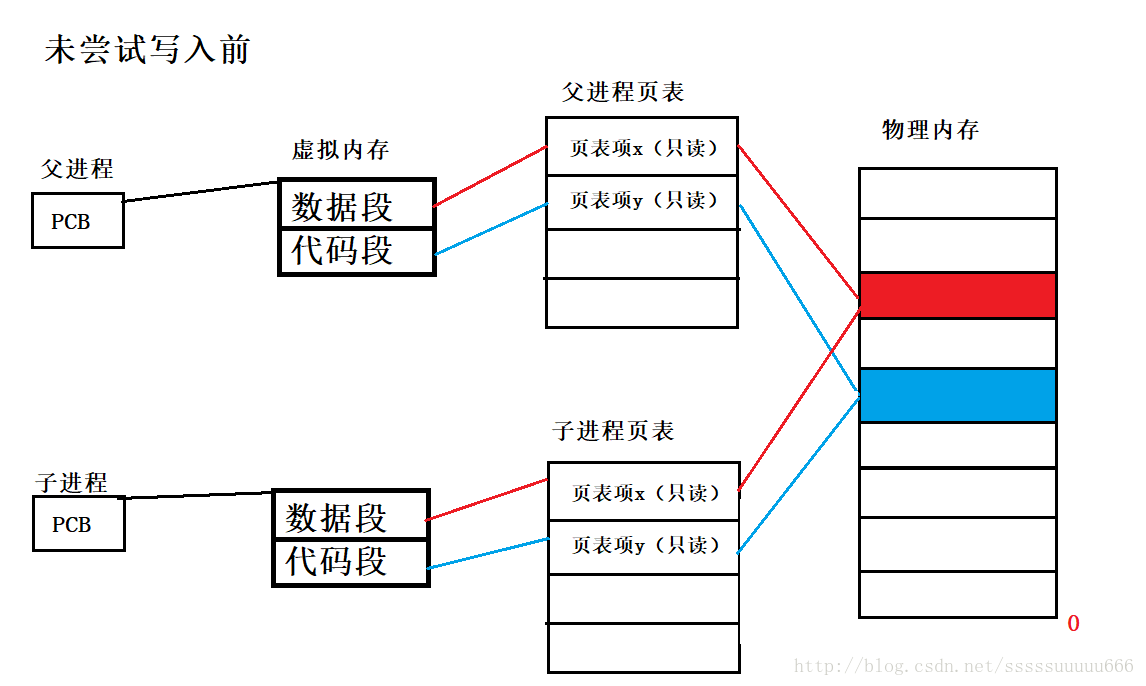 未尝试写入前
父进程页表
物理内存
虚拟内存
父进程
PCB
数据段
代码段
页表项x（只读）
页表项y（只读）
子进程页表
子进程
PCB
数据段
代码段
页表项x（只读）
页表项y（只读）
0
http://blog.csdn.net/sssssuuuuu666